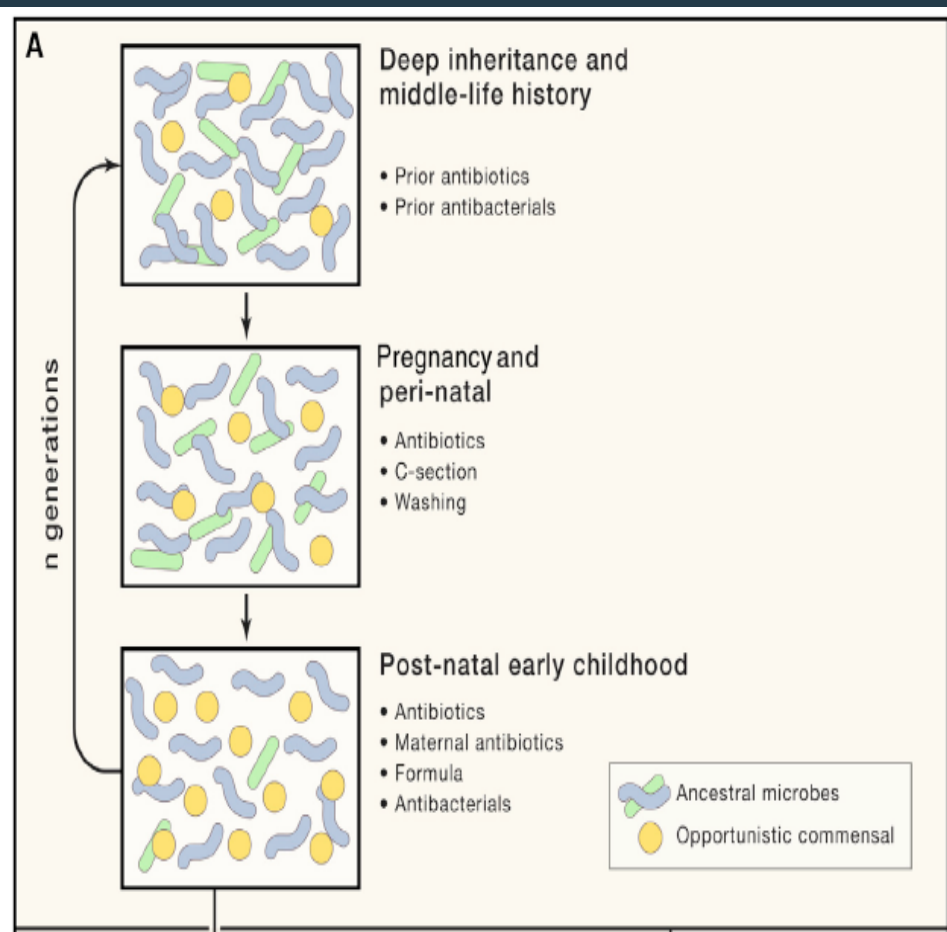 A
Deep inheritance and
middle-life history
• Prior antibiotics
• Prior antibacterials
Pregnancy and
peri-natal
• Antibiotics
• C-section
• Washing
n generations
Post-natal early childhood
• Antibiotics
• Maternal antibiotics
• Formula
• Antibacterials
Ancestral microbes
Opportunistic commensal